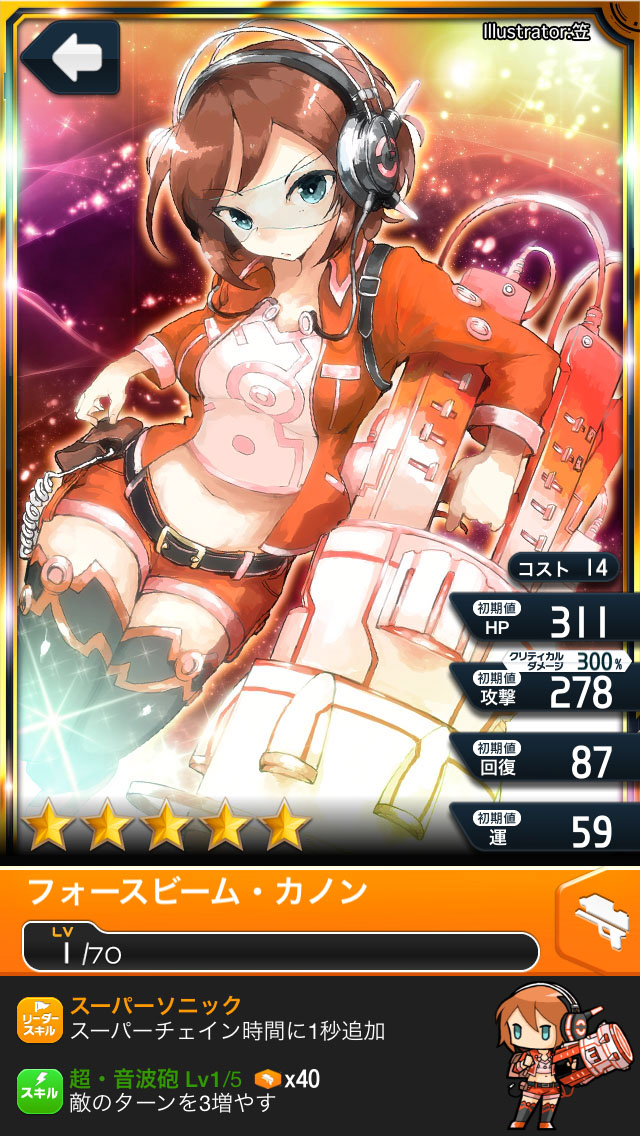 Illustrator:笠
コスト 14
初期値
HP 311
クリティカル
ダメージ 300%
初期値
攻撃 278
初期値
回復 87
初期値
運 59
フォースビーム・カノン
LV
1/70
リーダー
スキル
スーパーソニック
スーパーチェイン時間に1秒追加
スキル
超・音波砲 Lv1/5 x40
敵のターンを3増やす